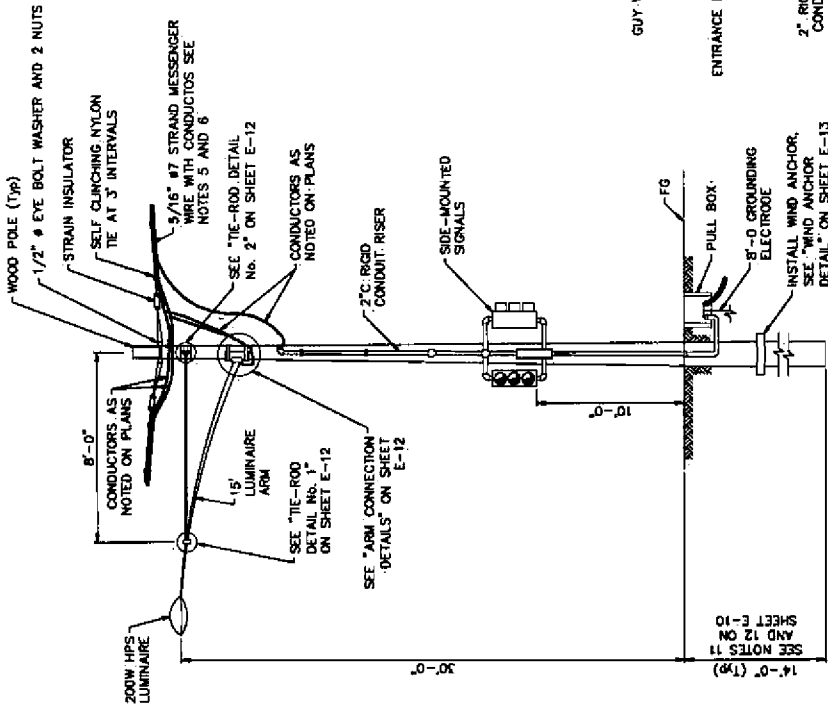 WOOD POLE (Typ)
1/2" ø EYE BOLT WASHER AND 2 NUTS
STRAIN INSULATOR
SELF CLINCHING NYLON
TIE AT 3' INTERVALS
5/16" #7 STRAND MESSENGER
WIRE WITH CONDUCTOS SEE
NOTES 5 AND 6
SEE "TIE-ROD DETAIL
No. 2" ON SHEET E-12
CONDUCTORS AS
NOTED ON PLANS
2"C RIGID
CONDUIT RISER
SIDE-MOUNTED
SIGNALS
FG
PULL BOX
8'-0 GROUNDING
ELECTRODE
INSTALL WIND ANCHOR,
SEE "WIND ANCHOR
DETAIL" ON SHEET E-13
8'-0"
CONDUCTORS AS
NOTED ON PLANS
15'
LUMINAIRE
ARM
SEE "TIE-ROD
DETAIL No. 1"
ON SHEET E-12
SEE "ARM CONNECTION
DETAILS" ON SHEET
E-12
200W HPS
LUMINAIRE
10'-0"
30'-0"
14'-0" (Typ)
SEE NOTES 11
AND 12 ON
SHEET E-10
GUY
ENTRANCE
2" RIG
COND